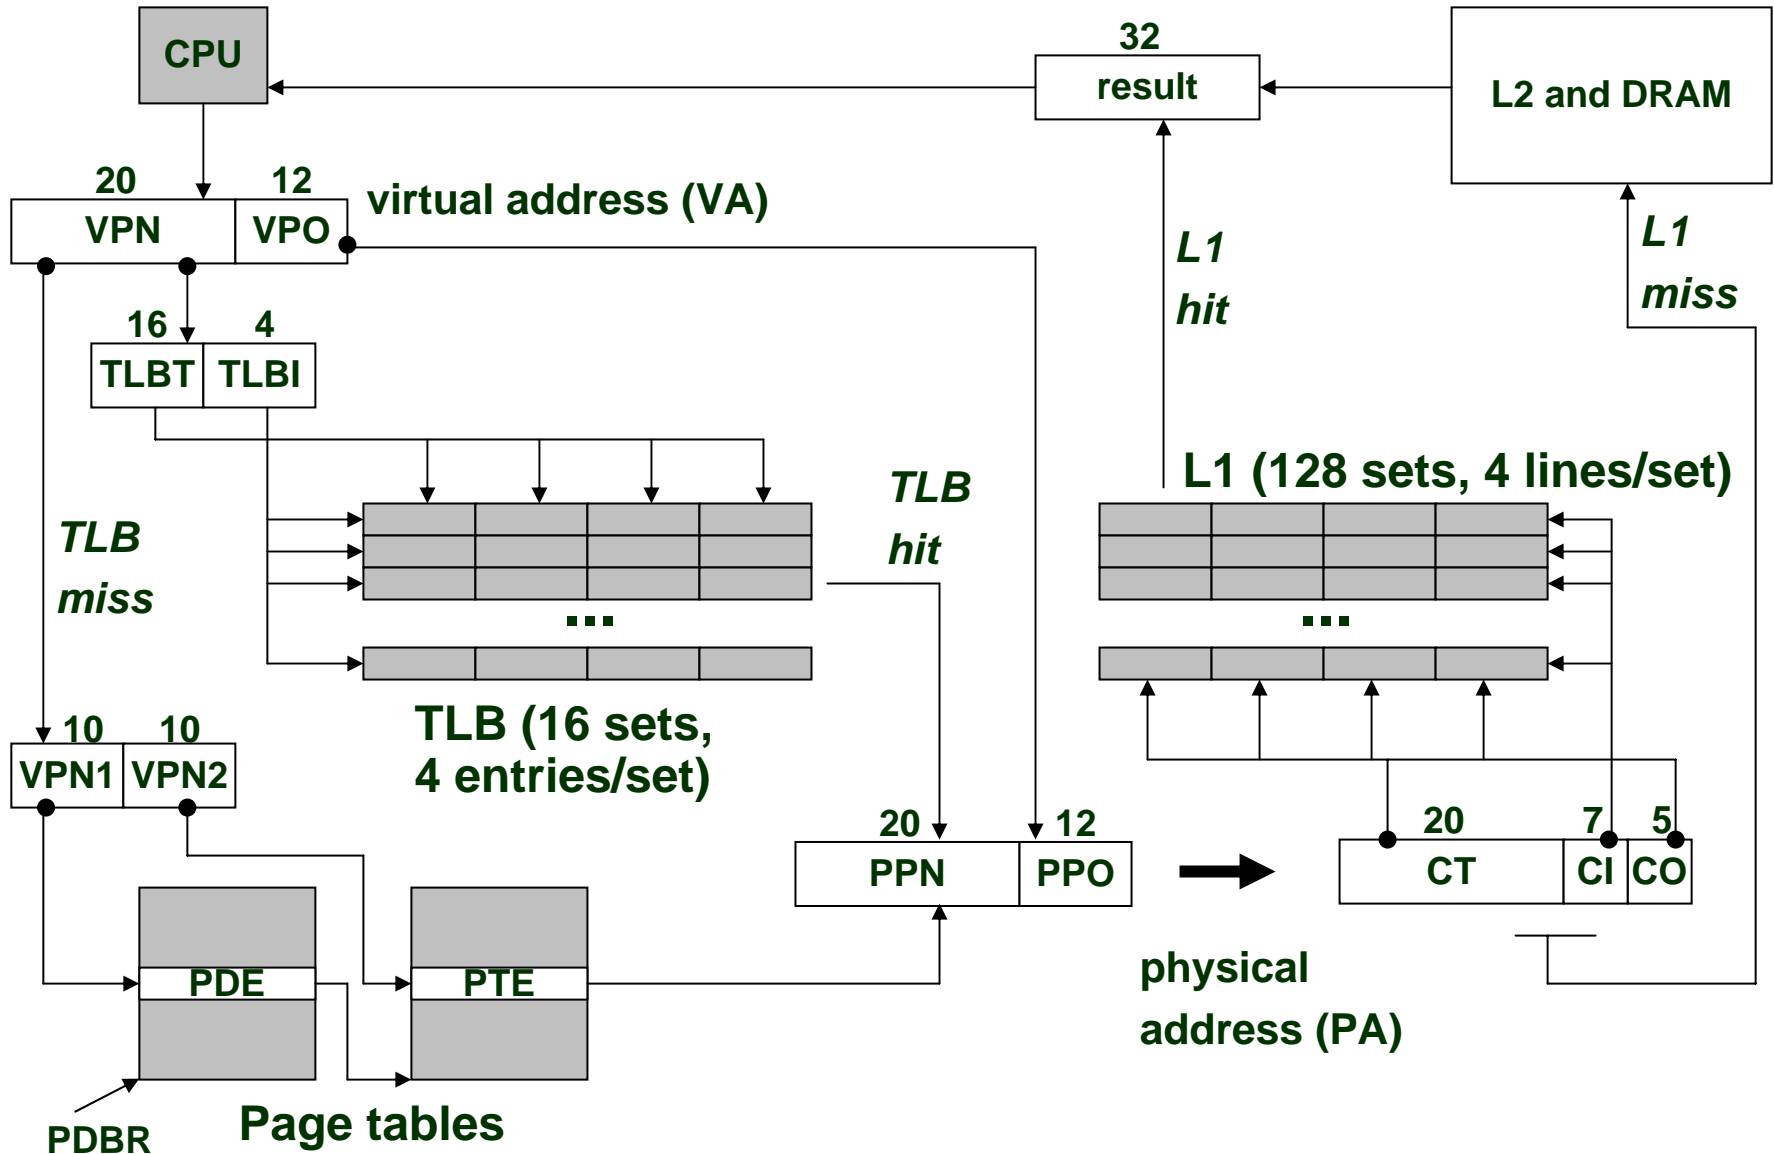 CPU
32
result
L2 and DRAM
20
12
VPN
VPO
virtual address (VA)
L1
hit
L1
miss
16
4
TLBT
TLBI
TLB
miss
TLB
hit
L1 (128 sets, 4 lines/set)
...
...
TLB (16 sets,
4 entries/set)
10
10
VPN1
VPN2
20
12
PPN
PPO
20
7
5
CT
CI
CO
PDE
PTE
physical
address (PA)
PDBR
Page tables